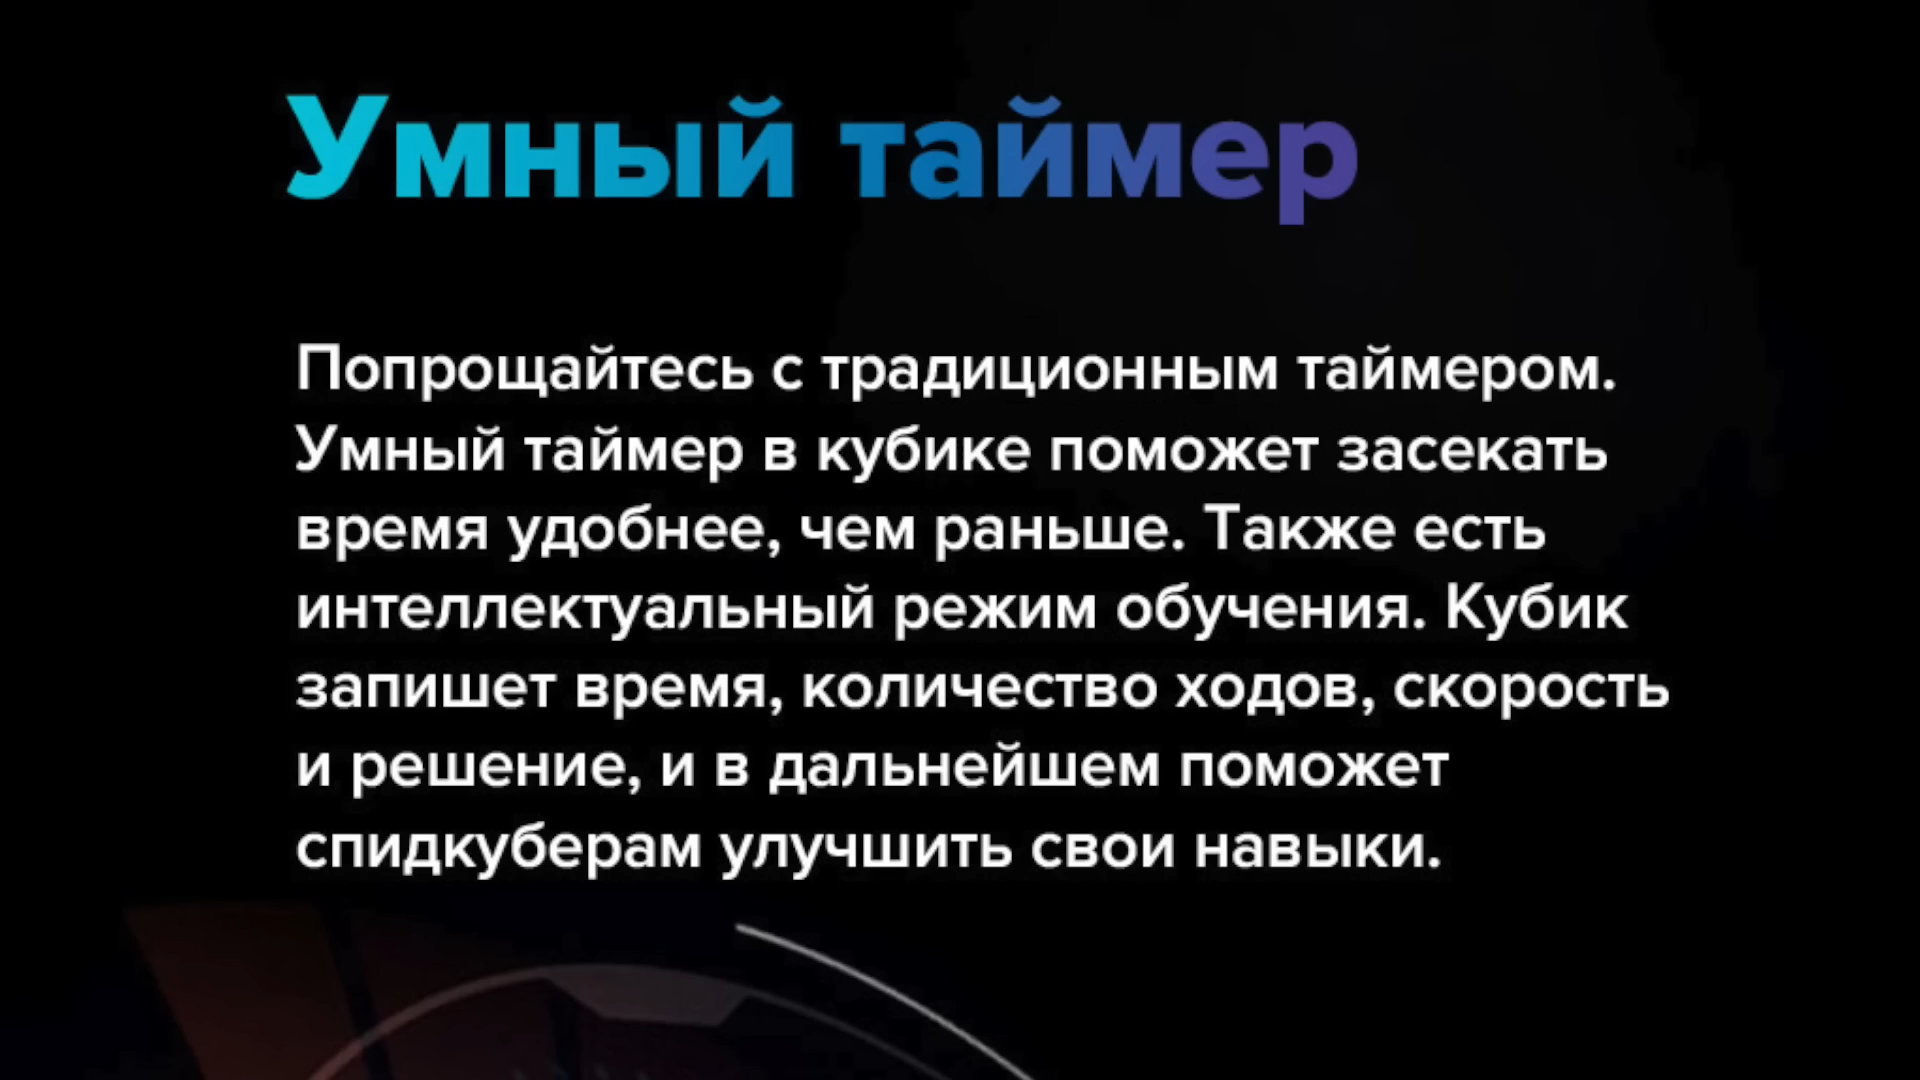 Умный таймер
Попрощайтесь с традиционным таймером.
Умный таймер в кубике поможет засекать
время удобнее, чем раньше. Также есть
интеллектуальный режим обучения. Кубик
запишет время, количество ходов, скорость
и решение, и в дальнейшем поможет
спидкуберам улучшить свои навыки.